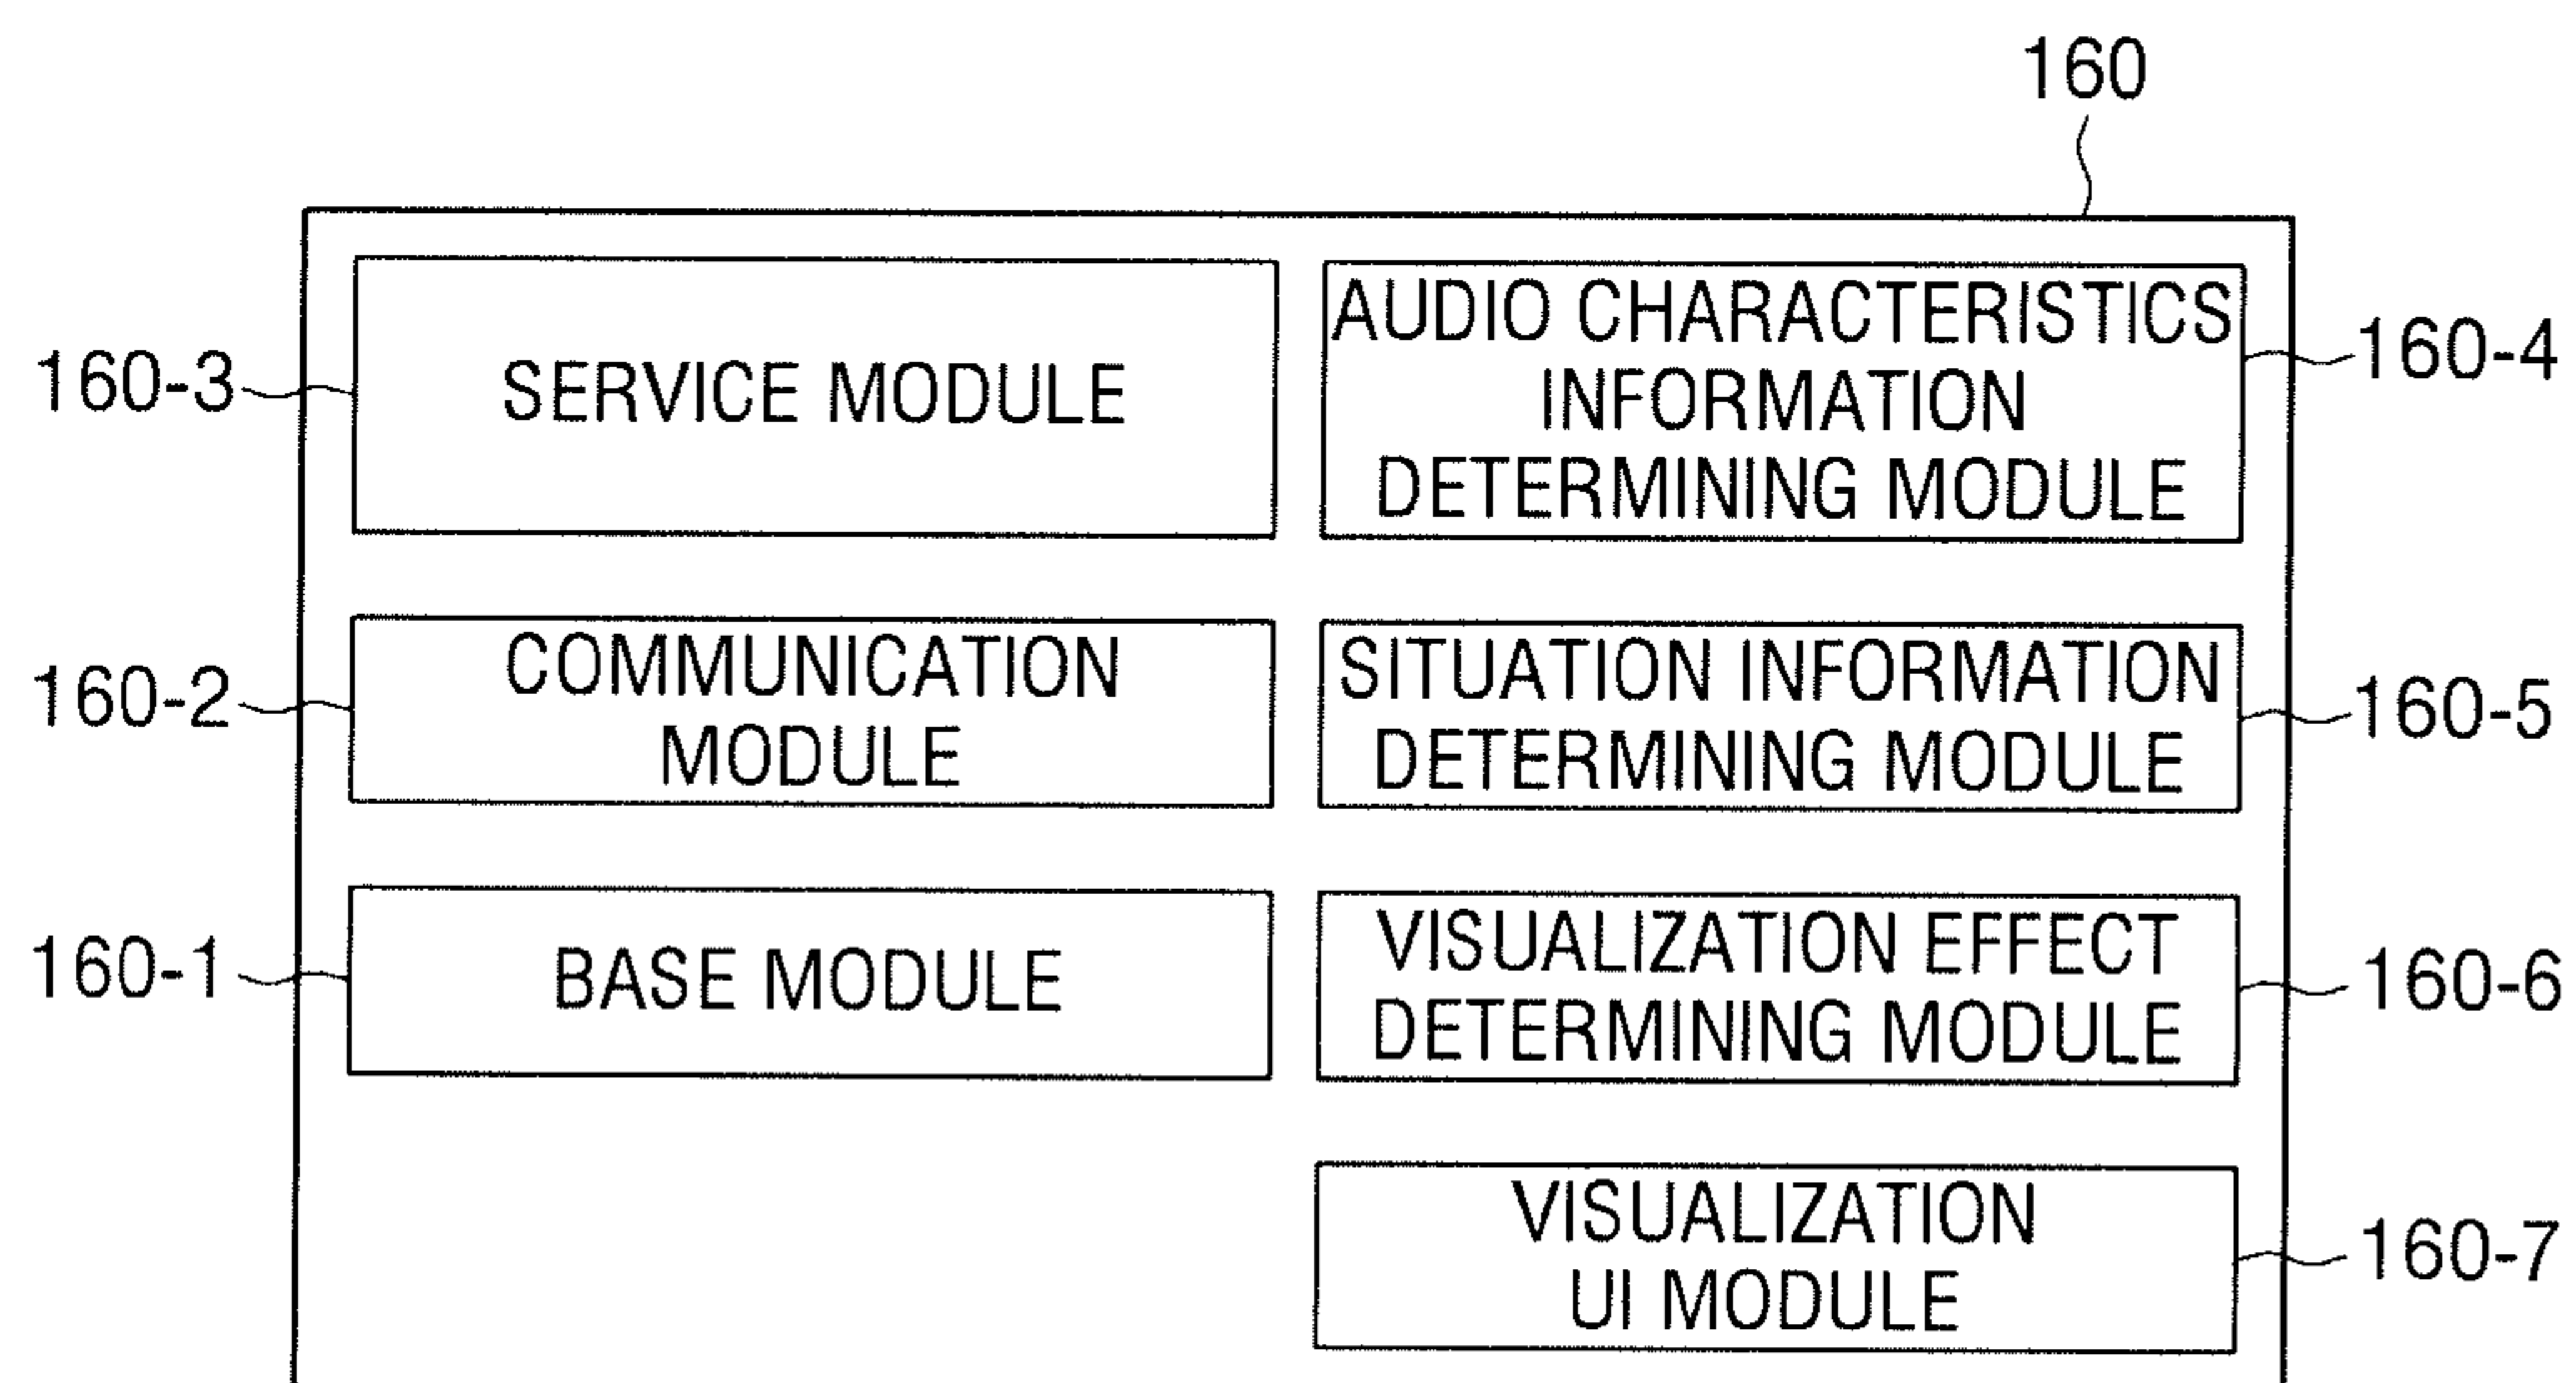 160
160-3
SERVICE MODULE
AUDIO CHARACTERISTICS
INFORMATION
DETERMINING MODULE
160-4
160-2
COMMUNICATION
MODULE
SITUATION INFORMATION
DETERMINING MODULE
160-5
160-1
BASE MODULE
VISUALIZATION EFFECT
DETERMINING MODULE
160-6
VISUALIZATION
UI MODULE
160-7